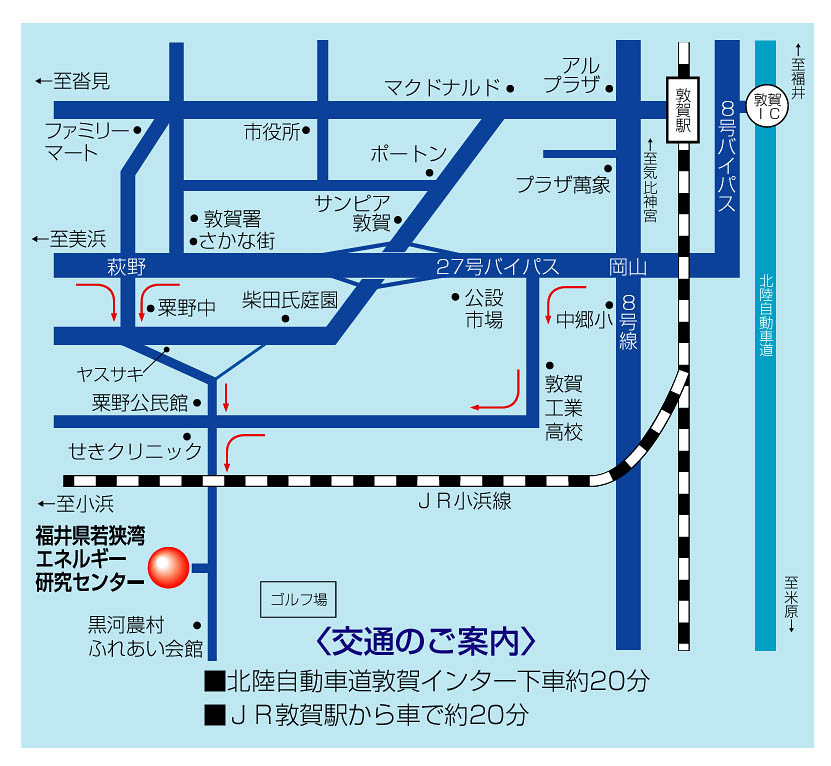 ←至沓見
マクドナルド
アル
プラザ
↑至福井
敦賀駅
敦賀
IC
8号バイパス
ファミリー
マート
市役所
ポートン
↑至気比神宮
プラザ萬象
サンピア
敦賀
敦賀署
さかな街
←至美浜
萩野
27号バイパス
岡山
北陸自動車道
粟野中
柴田氏庭園
公設
市場
中郷小
8号線
ヤスサキ
粟野公民館
敦賀
工業
高校
せきクリニック
←至小浜
JR小浜線
福井県若狭湾
エネルギー
研究センター
至米原↓
ゴルフ場
黒河農村
ふれあい会館
〈交通のご案内〉
■北陸自動車道敦賀インター下車約20分
■JR敦賀駅から車で約20分